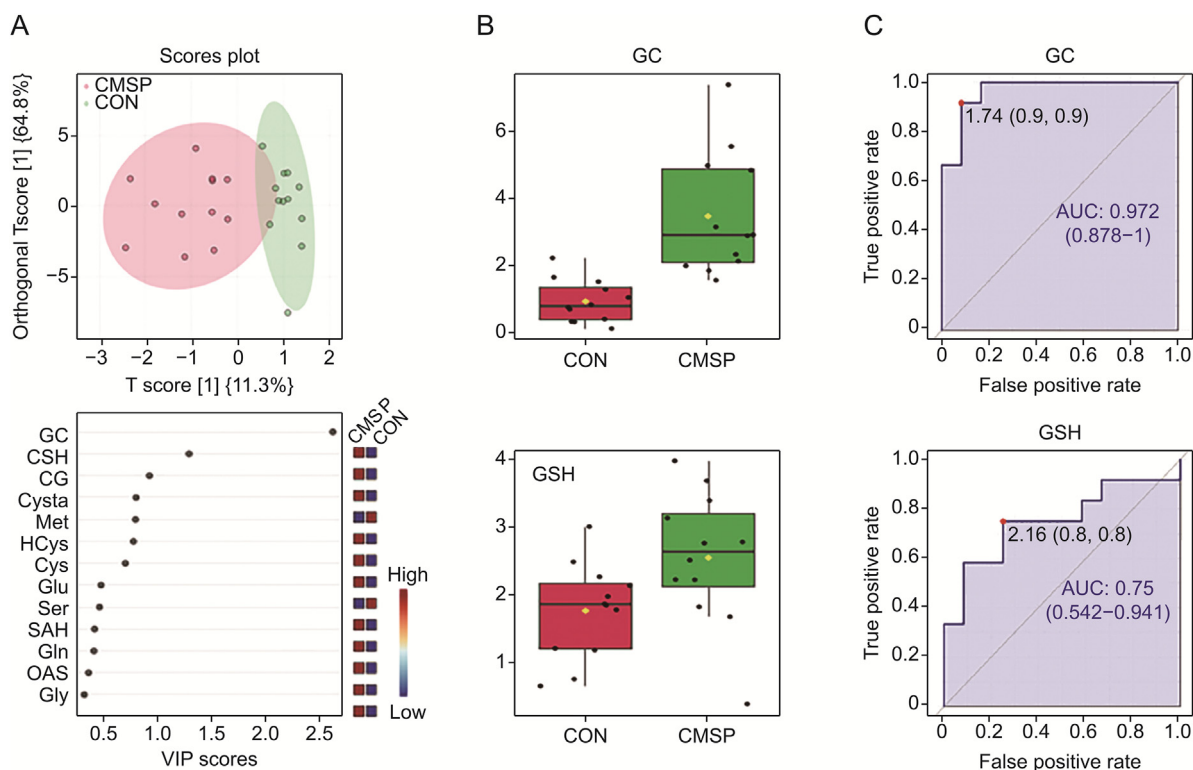 A
Scores plot
CMSP
CON
Orthogonal Tscore [1] {64.8%}
5
0
−5
−3
−2
−1
0
1
2
T score [1] {11.3%}
GC
CSH
CG
Cysta
Met
HCys
Cys
Glu
Ser
SAH
Gln
OAS
Gly
0.5
1.0
1.5
2.0
2.5
VIP scores
CMSP
CON
High
Low
B
GC
6
4
2
0
CON
CMSP
GSH
4
3
2
1
CON
CMSP
C
GC
True positive rate
1.0
0.8
0.6
0.4
0.2
0
1.74 (0.9, 0.9)
AUC: 0.972
(0.878−1)
0
0.2
0.4
0.6
0.8
1.0
False positive rate
GSH
True positive rate
1.0
0.8
0.6
0.4
0.2
0
2.16 (0.8, 0.8)
AUC: 0.75
(0.542−0.941)
0
0.2
0.4
0.6
0.8
1.0
False positive rate